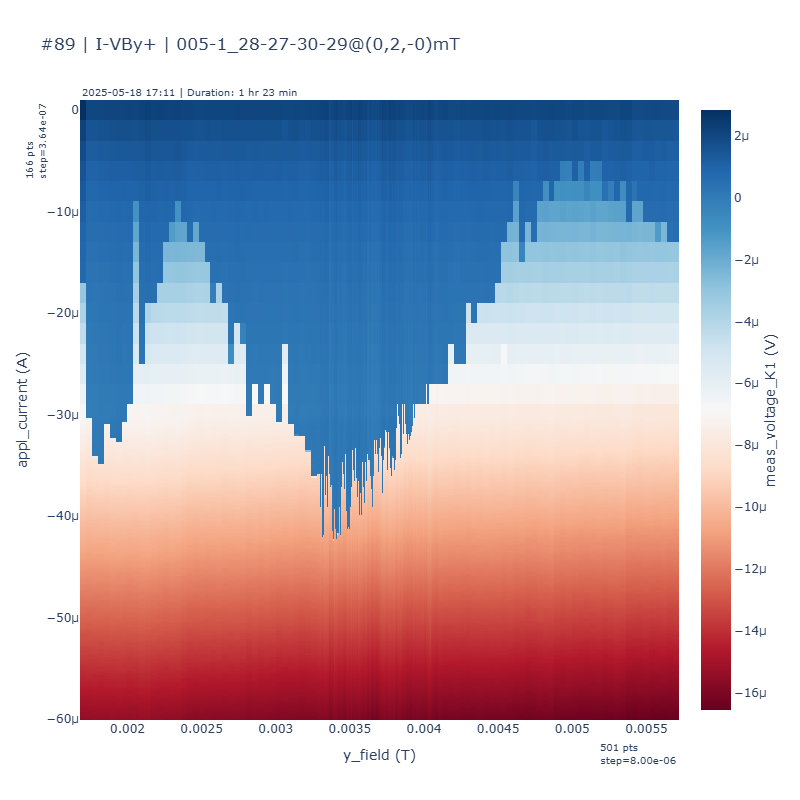 #89 | I-VBy+ | 005-1_28-27-30-29@(0,2,-0)mT
2025-05-18 17:11 | Duration: 1 hr 23 min
166 pts
step=3.64e-07
0
−10μ
−20μ
−30μ
−40μ
−50μ
−60μ
appl_current (A)
0.002
0.0025
0.003
0.0035
0.004
0.0045
0.005
0.0055
y_field (T)
501 pts
step=8.00e-06
2μ
0
−2μ
−4μ
−6μ
−8μ
−10μ
−12μ
−14μ
−16μ
meas_voltage_K1 (V)